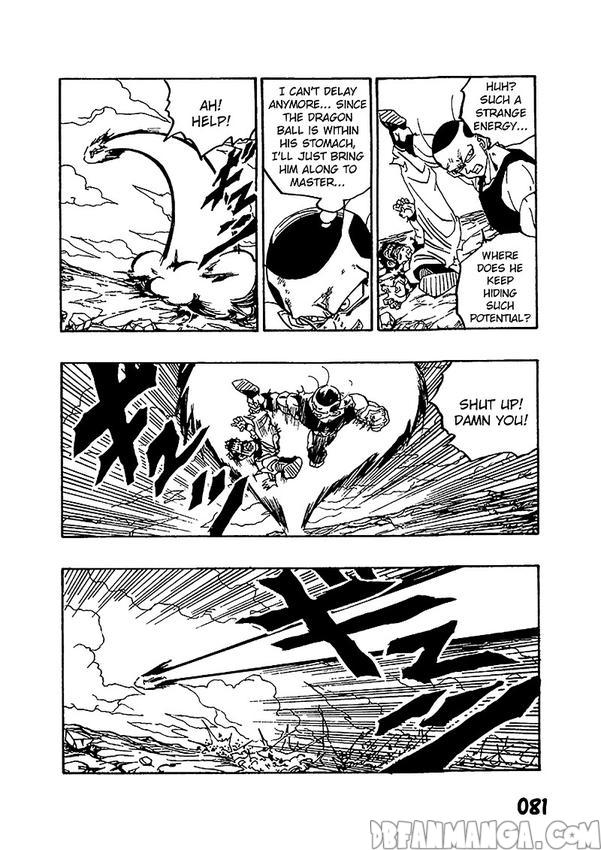 HUH?
SUCH
A STRANGE
ENERGY...
WHERE
DOES HE
KEEP
HIDING
SUCH
POTENTIAL?
I CAN'T DELAY
ANYMORE... SINCE
THE DRAGON
BALL IS WITHIN
HIS STOMACH,
I'LL JUST BRING
HIM ALONG TO
MASTER...
AH!
HELP!
SHUT UP!
DAMN YOU!
081
DBFANMANGA.COM